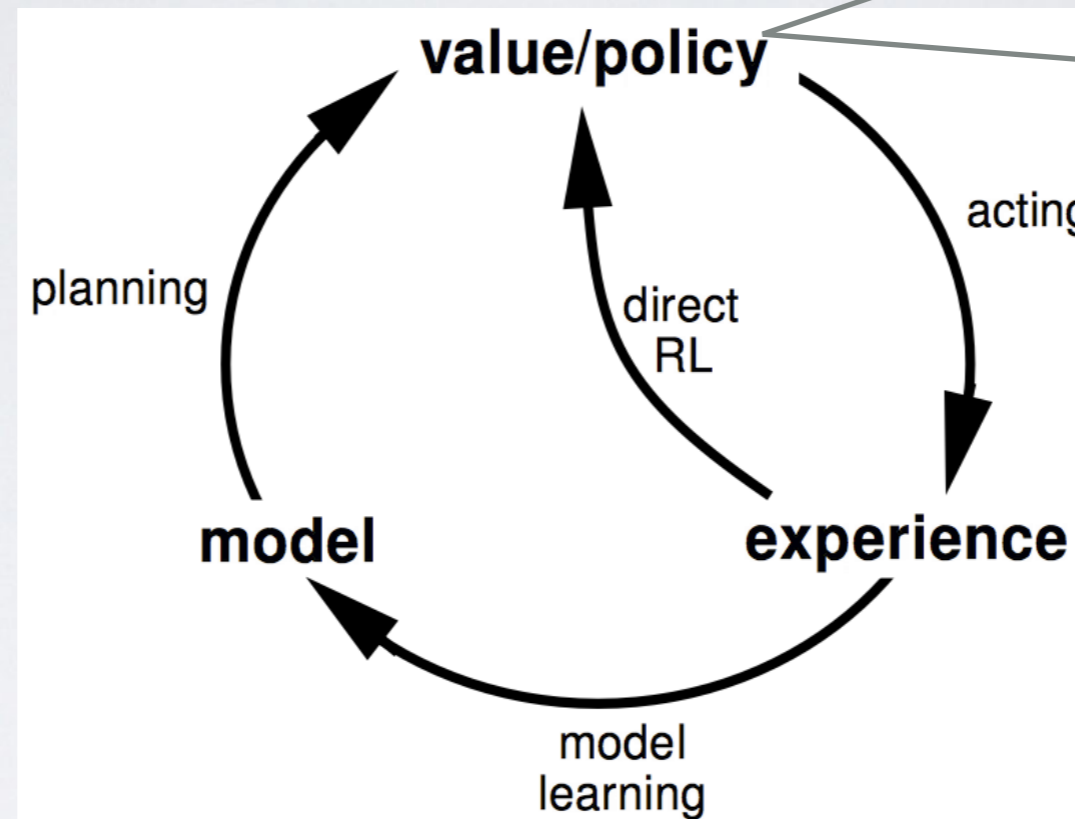 value/policy
acting
planning
direct
RL
model
experience
model
learning